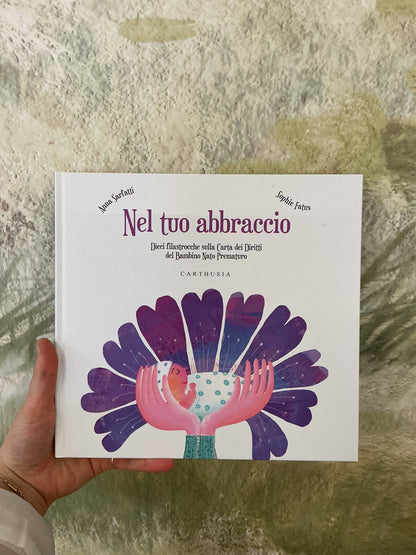 Anna Sarfatti
Sophie Fatus
Nel tuo abbraccio
Dieci filastrocche sulla Carta dei Diritti
del Bambino Nato Prematuro
CARTHUSIA